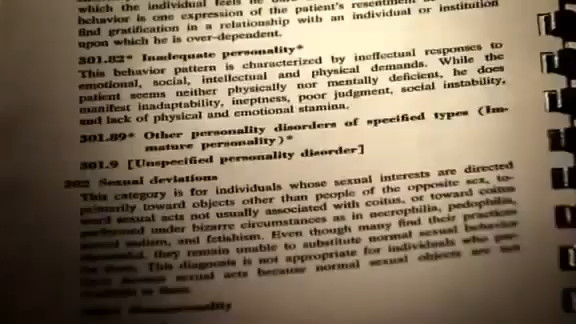 which the individual feels he
behavior is one expression of the patient's resentment
find gratification in a relationship with an individual or institution
upon which he is over-dependent.
301.82* Inadequate personality*
This behavior pattern is characterized by ineffectual responses to
emotional, social, intellectual and physical demands. While the
patient seems neither physically nor mentally deficient, he does
manifest inadaptability, ineptness, poor judgment, social instability,
and lack of physical and emotional stamina.
301.89* Other personality disorders of specified types (Im-
mature personality)*
301.9 [Unspecified personality disorder]
302 Sexual deviations
This category is for individuals whose sexual interests are directed
primarily toward objects other than people of the opposite sex, to-
ward sexual acts not usually associated with coitus, or toward coitus
performed under bizarre circumstances as in necrophilia, pedophilia,
sexual sadism, and fetishism. Even though many find their practices
they remain unable to substitute normal sexual behavior
for them. This diagnosis is not appropriate for individuals who
sexual acts because normal sexual objects are not
to them.